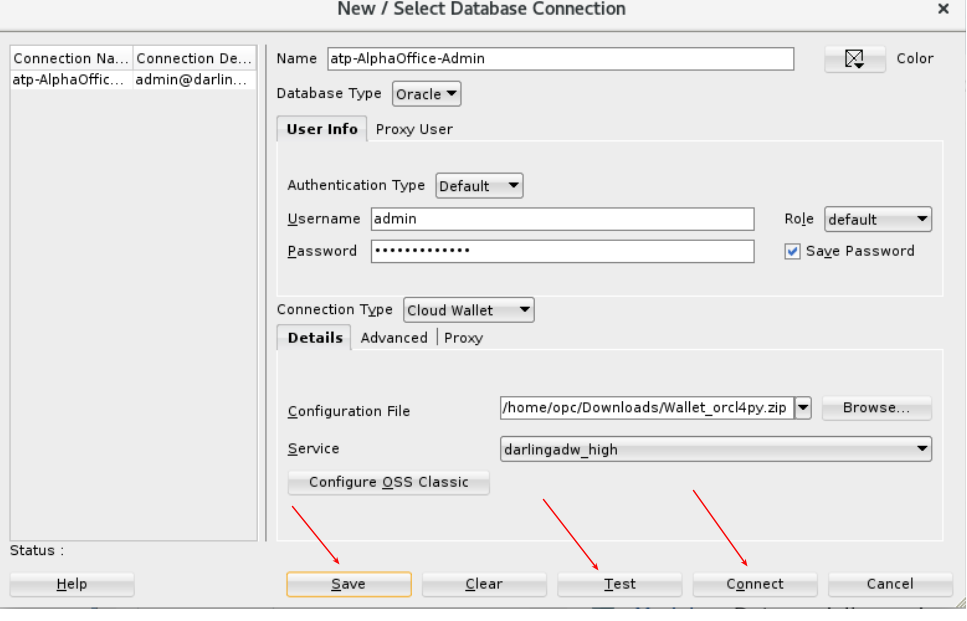 New / Select Database Connection
Connection Na... Connection De...
atp-AlphaOffic... admin@darlin...
Name atp-AlphaOffice-Admin Color
Database Type Oracle
User Info Proxy User
Authentication Type Default
Username admin Role default
Password ••••••••••••• Save Password
Connection Type Cloud Wallet
Details Advanced Proxy
Configuration File /home/opc/Downloads/Wallet_orcl4py.zip Browse...
Service darlingadw_high
Configure OSS Classic
Status :
Help Save Clear Test Connect Cancel